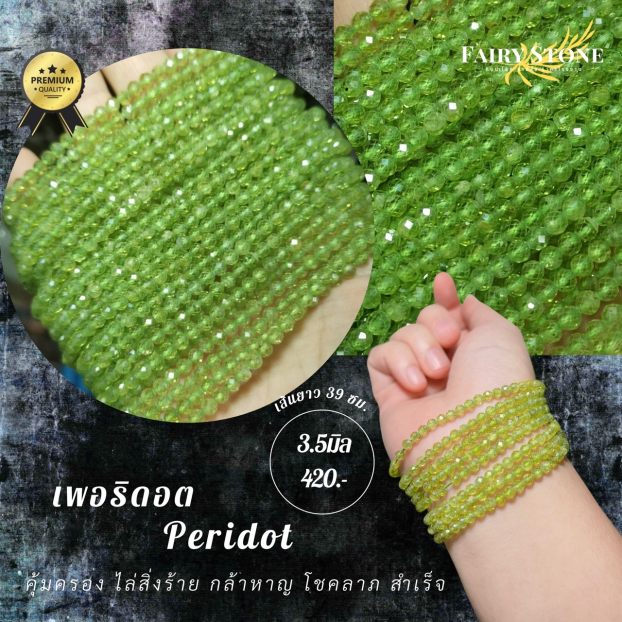 PREMIUM
QUALITY
FAIRY STONE
เส้นยาว 39 ซม.
3.5มิล
420.-
เพอริดอต
Peridot
คุ้มครอง ไล่สิ่งร้าย กล้าหาญ โชคลาภ สำเร็จ